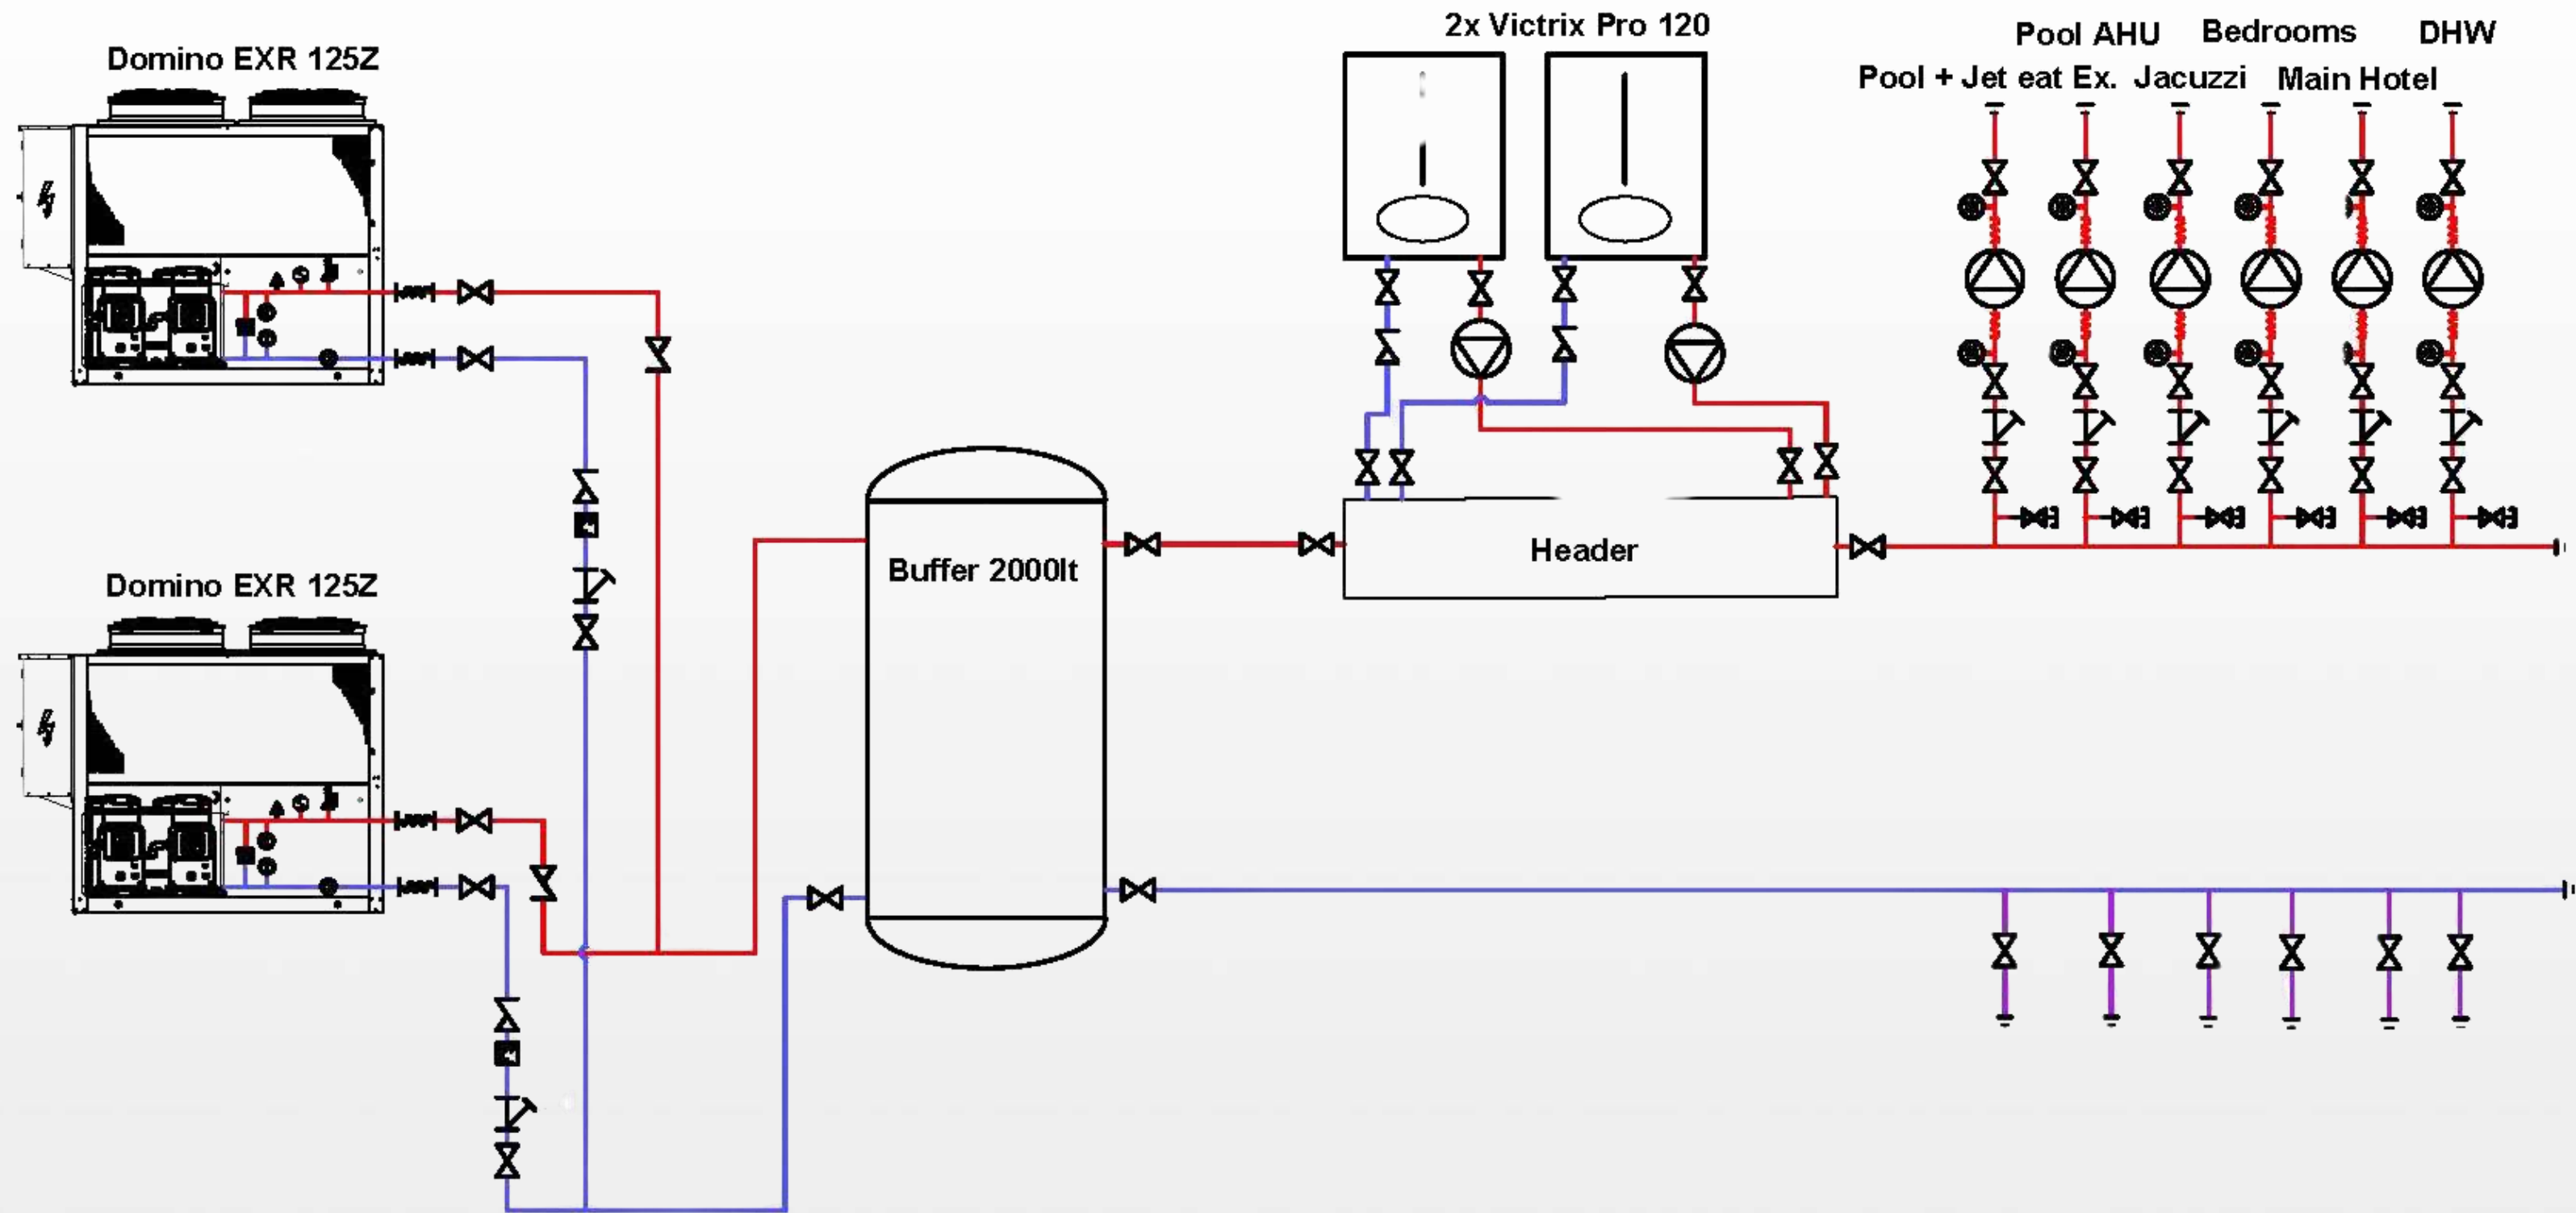 2x Victrix Pro 120
Pool AHU Bedrooms DHW
Domino EXR 125Z
Pool + Jet eat Ex. Jacuzzi Main Hotel
Buffer 2000lt
Header
Domino EXR 125Z